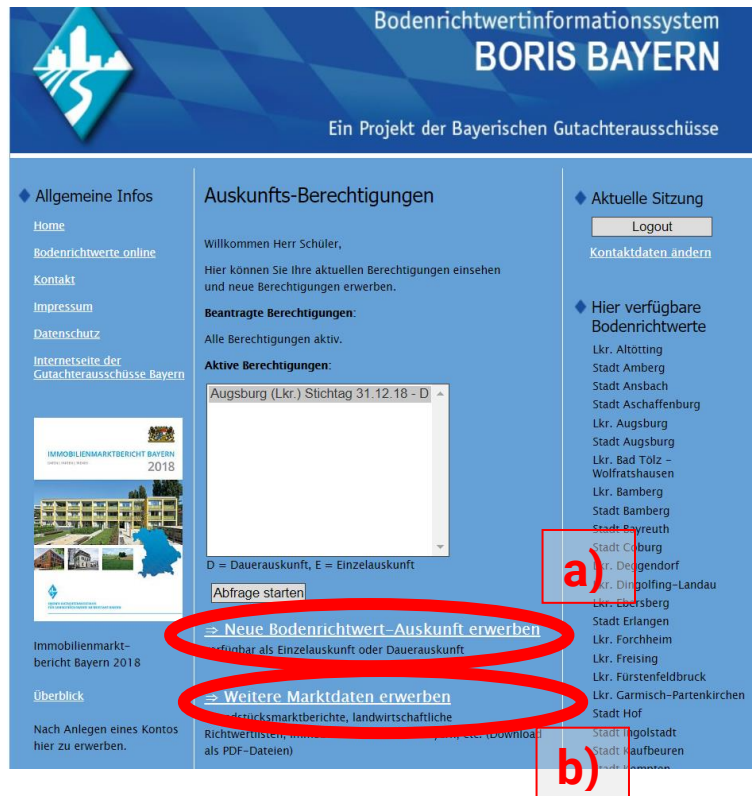 Bodenrichtwertinformationssystem
BORIS BAYERN
Ein Projekt der Bayerischen Gutachterausschüsse
Allgemeine Infos
Home
Bodenrichtwerte online
Kontakt
Impressum
Datenschutz
Internetseite der
Gutachterausschüsse Bayern
IMMOBILIENMARKTBERICHT BAYERN
2018
Immobilienmarkt-
bericht Bayern 2018
Überblick
Nach Anlegen eines Kontos
hier zu erwerben.
Auskunfts-Berechtigungen
Willkommen Herr Schüler,
Hier können Sie Ihre aktuellen Berechtigungen einsehen
und neue Berechtigungen erwerben.
Beantragte Berechtigungen:
Alle Berechtigungen aktiv.
Aktive Berechtigungen:
Augsburg (Lkr.) Stichtag 31.12.18 - D
D = Dauerauskunft, E = Einzelauskunft
Abfrage starten
⇒ Neue Bodenrichtwert-Auskunft erwerben
verfügbar als Einzelauskunft oder Dauerauskunft
⇒ Weitere Marktdaten erwerben
landwirtschaftliche
etc. (Download
als PDF-Dateien)
a)
b)
Aktuelle Sitzung
Logout
Kontaktdaten ändern
Hier verfügbare
Bodenrichtwerte
Lkr. Altötting
Stadt Amberg
Stadt Ansbach
Stadt Aschaffenburg
Lkr. Augsburg
Stadt Augsburg
Lkr. Bad Tölz -
Wolfratshausen
Lkr. Bamberg
Stadt Bamberg
Stadt Bayreuth
Stadt Coburg
Lkr. Deggendorf
Lkr. Dingolfing-Landau
Lkr. Ebersberg
Stadt Erlangen
Lkr. Forchheim
Lkr. Freising
Lkr. Fürstenfeldbruck
Lkr. Garmisch-Partenkirchen
Stadt Hof
Stadt Ingolstadt
Stadt Kaufbeuren
Stadt Kempten